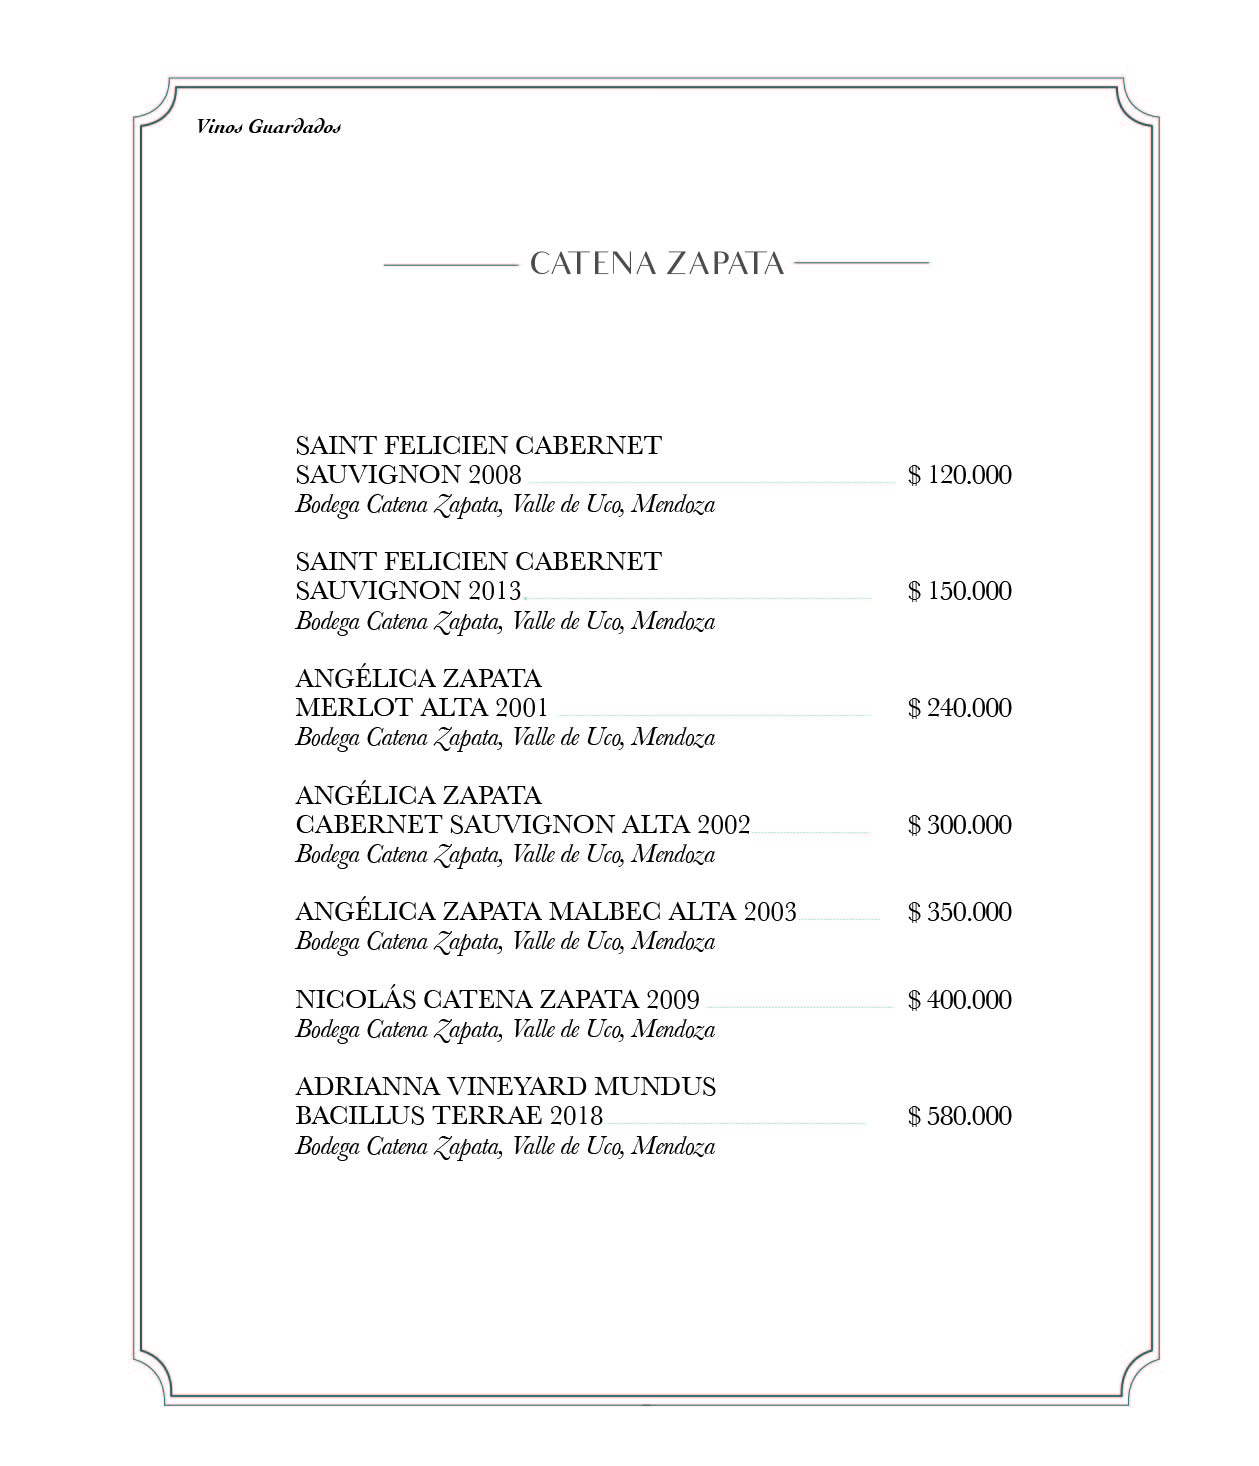 Vinos Guardados
CATENA ZAPATA
SAINT FELICIEN CABERNET
SAUVIGNON 2008 $ 120.000
Bodega Catena Zapata, Valle de Uco, Mendoza
SAINT FELICIEN CABERNET
SAUVIGNON 2013 $ 150.000
Bodega Catena Zapata, Valle de Uco, Mendoza
ANGÉLICA ZAPATA
MERLOT ALTA 2001 $ 240.000
Bodega Catena Zapata, Valle de Uco, Mendoza
ANGÉLICA ZAPATA
CABERNET SAUVIGNON ALTA 2002 $ 300.000
Bodega Catena Zapata, Valle de Uco, Mendoza
ANGÉLICA ZAPATA MALBEC ALTA 2003 $ 350.000
Bodega Catena Zapata, Valle de Uco, Mendoza
NICOLÁS CATENA ZAPATA 2009 $ 400.000
Bodega Catena Zapata, Valle de Uco, Mendoza
ADRIANNA VINEYARD MUNDUS
BACILLUS TERRAE 2018 $ 580.000
Bodega Catena Zapata, Valle de Uco, Mendoza